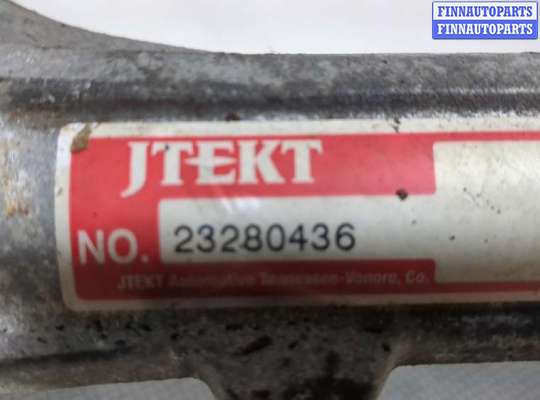 FINNAUTOPARTS
FINNAUTOPARTS
JTEKT
NO. 23280436
JTEKT Automotive Tennessee-Vonore, Co.